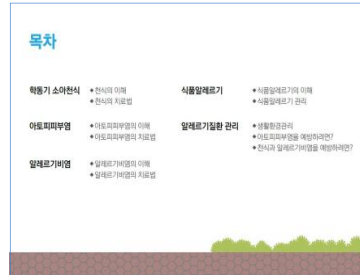 목차
학동기 소아천식
◆천식의 이해
◆천식의 치료법
아토피피부염
◆아토피피부염의 이해
◆아토피피부염의 치료법
알레르기비염
◆알레르기비염의 이해
◆알레르기비염의 치료법
식품알레르기
◆식품알레르기의 이해
◆식품알레르기 관리
알레르기질환 관리
◆생활환경관리
◆아토피피부염을 예방하려면?
◆천식과 알레르기비염을 예방하려면?